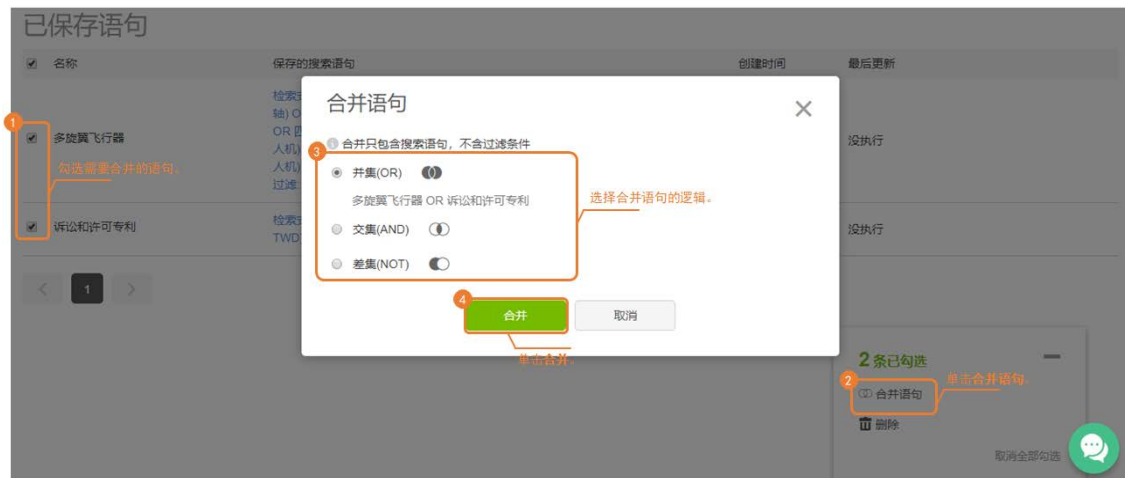 已保存语句
名称 保存的搜索语句 创建时间 最后更新
检索
轴) O
OR 四
人机)
人机)
过滤:
1
多旋翼飞行器 没执行
勾选需要合并的语句。
诉讼和许可专利 没执行
检索
TWD
1
合并语句
合并只包含搜索语句，不含过滤条件
3
并集(OR)
多旋翼飞行器 OR 诉讼和许可专利
选择合并语句的逻辑。
交集(AND)
差集(NOT)
4
合并 取消
单击合并。
2 条已勾选
2
合并语句
单击合并语句。
删除
取消全部勾选